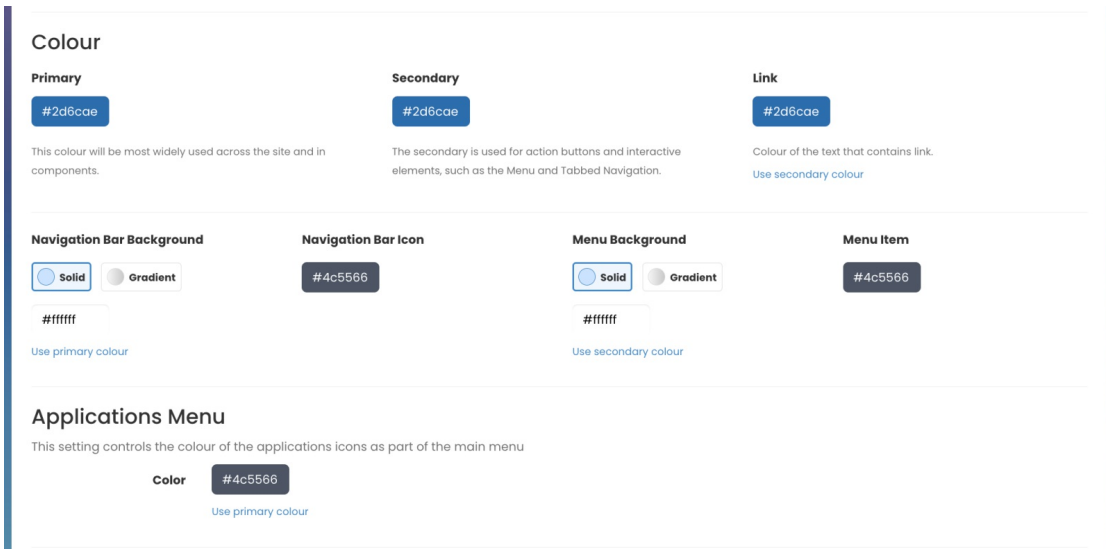 Colour
Primary
Secondary
Link
#2d6cae
#2d6cae
#2d6cae
This colour will be most widely used across the site and in
components.
The secondary is used for action buttons and interactive
elements, such as the Menu and Tabbed Navigation.
Colour of the text that contains link.
Use secondary colour
Navigation Bar Background
Navigation Bar Icon
Menu Background
Menu Item
Solid
Gradient
#4c5566
Solid
Gradient
#4c5566
#ffffff
#ffffff
Use primary colour
Use secondary colour
Applications Menu
This setting controls the colour of the applications icons as part of the main menu
Color
#4c5566
Use primary colour